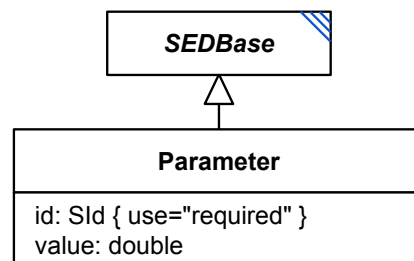 SEDBase
Parameter
id: SId { use="required" }
value: double